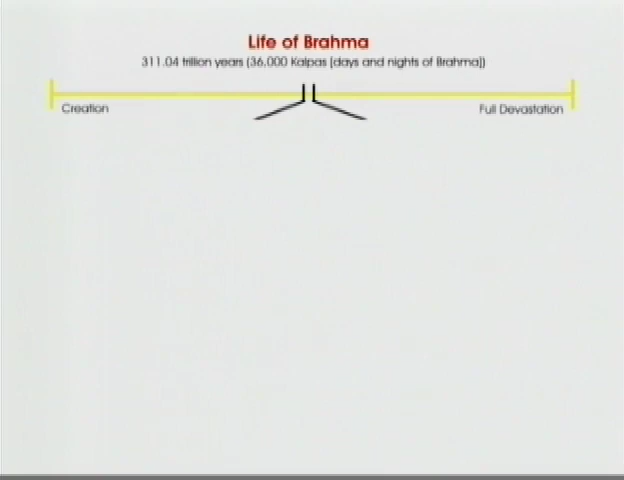 Life of Brahma
311.04 trillion years (36,000 Kalpas [days and nights of Brahma])
Creation
Full Devastation